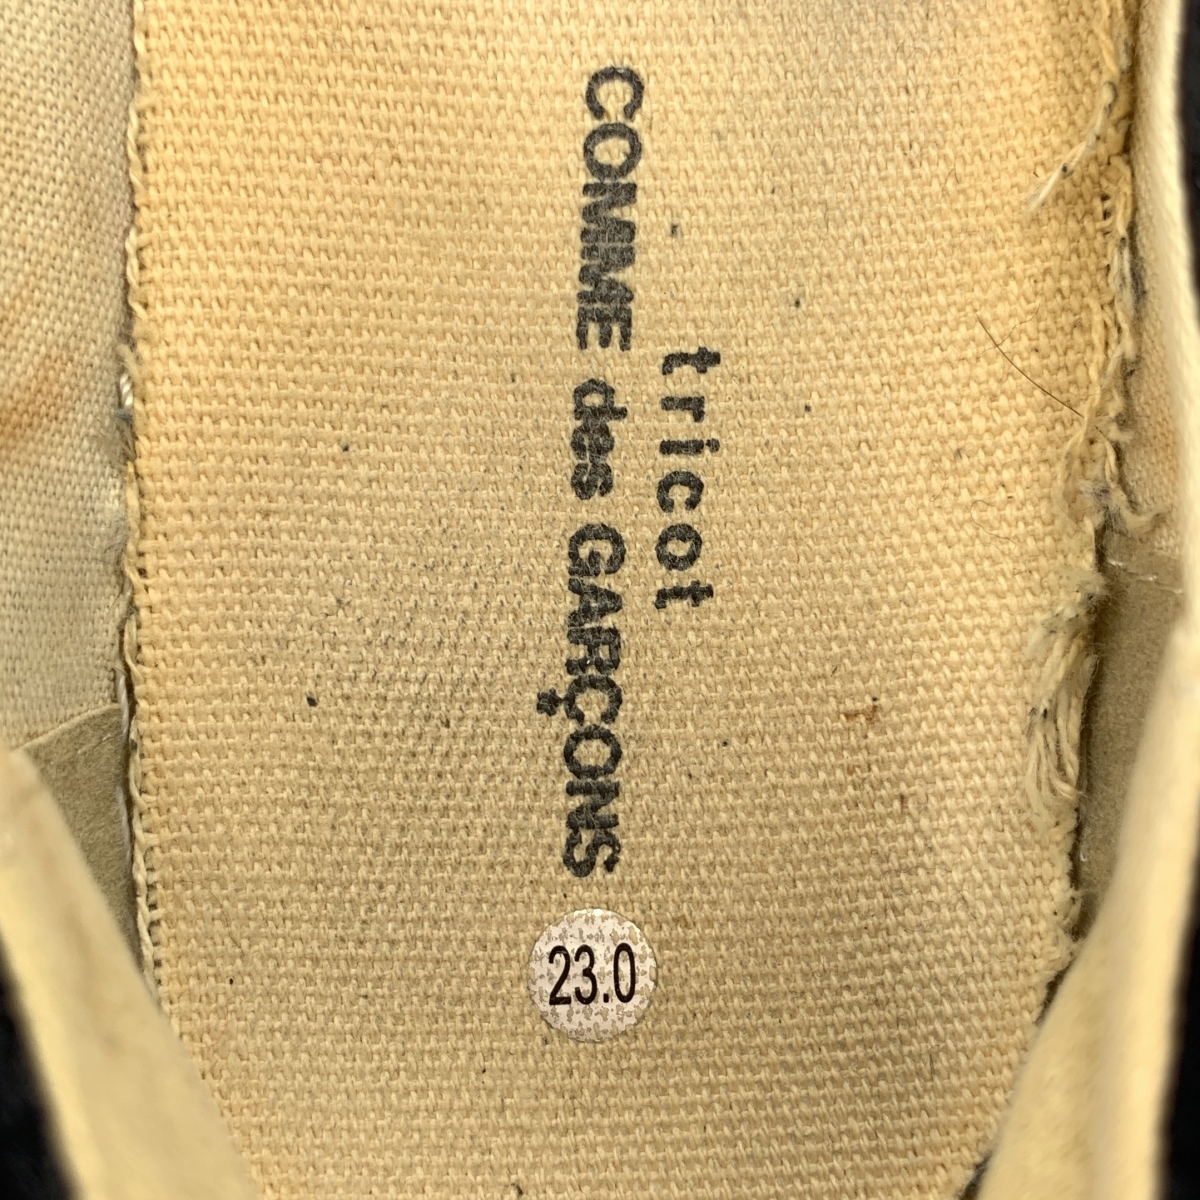 tricot
COMME des GARÇONS
23.0